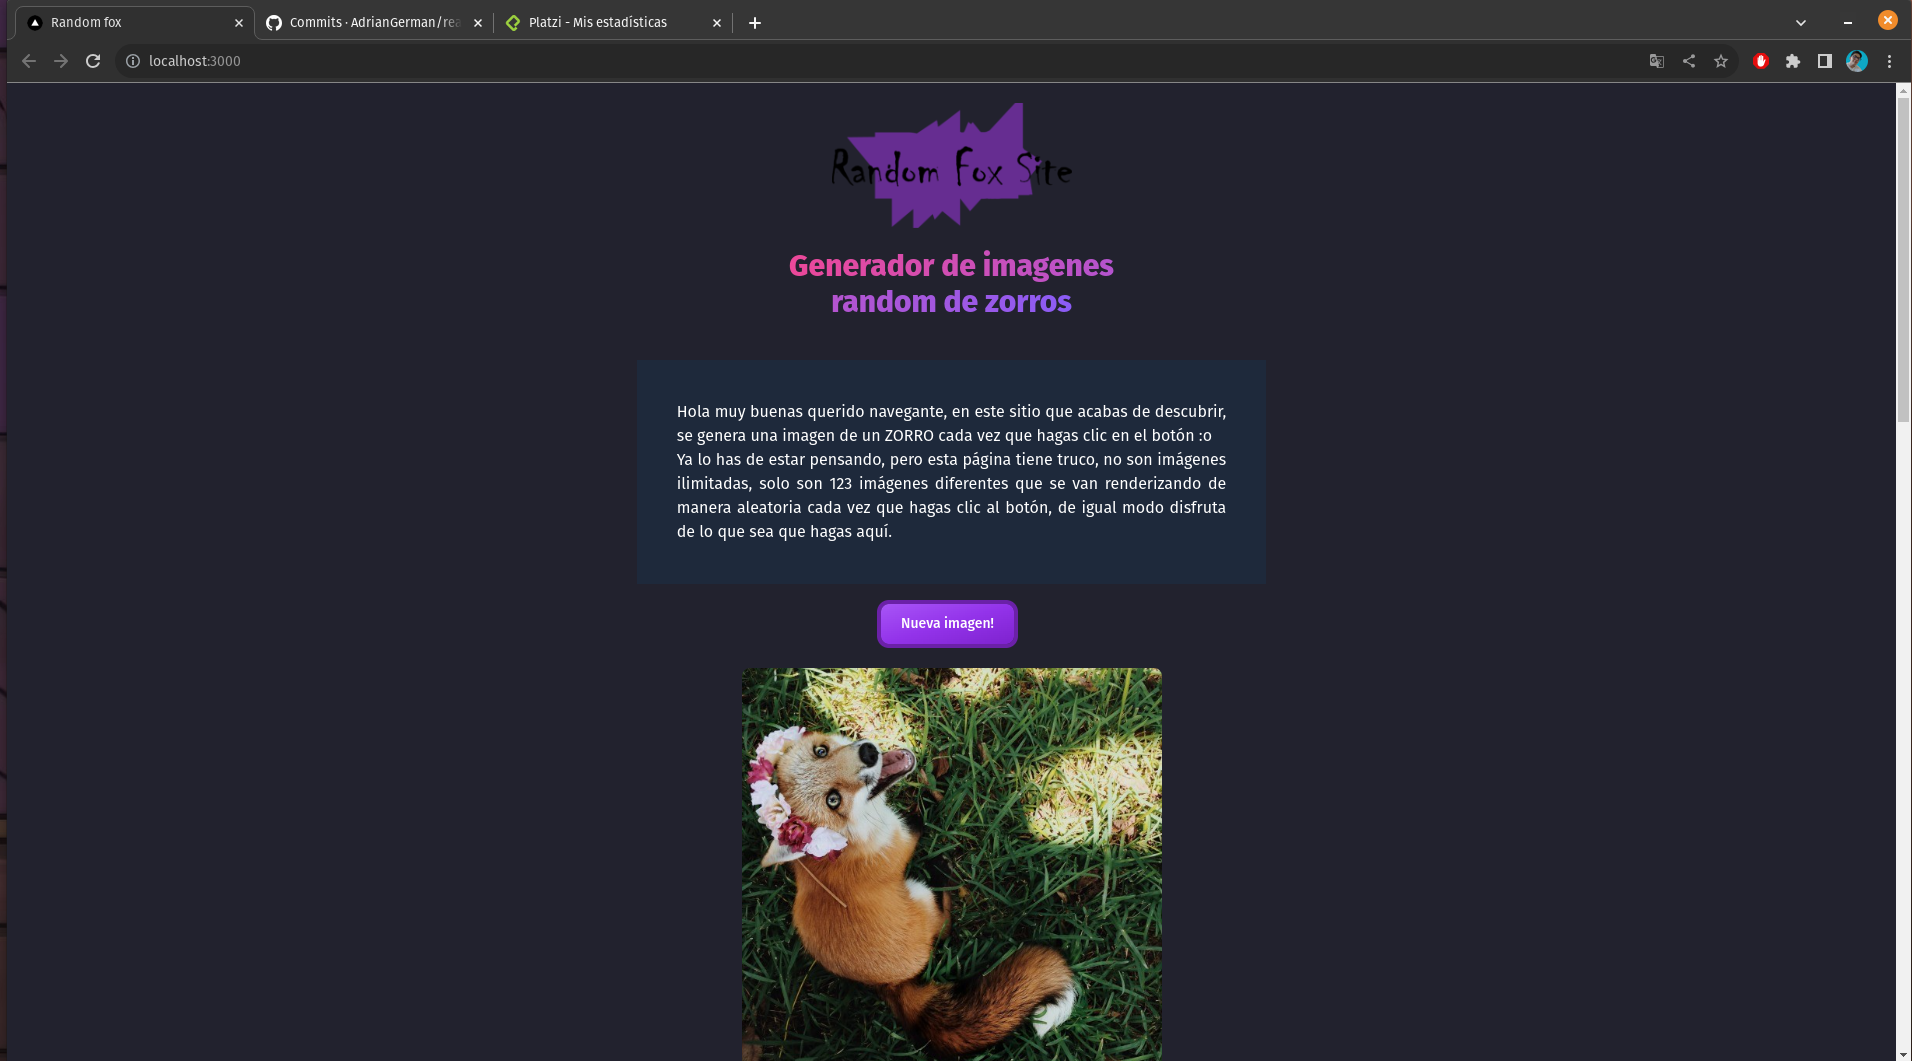 Random fox
Commits · AdrianGerman/rea
Platzi - Mis estadísticas
localhost:3000
Random Fox Site
Generador de imagenes
random de zorros
Hola muy buenas querido navegante, en este sitio que acabas de descubrir,
se genera una imagen de un ZORRO cada vez que hagas clic en el botón :o
Ya lo has de estar pensando, pero esta página tiene truco, no son imágenes
ilimitadas, solo son 123 imágenes diferentes que se van renderizando de
manera aleatoria cada vez que hagas clic al botón, de igual modo disfruta
de lo que sea que hagas aquí.
Nueva imagen!